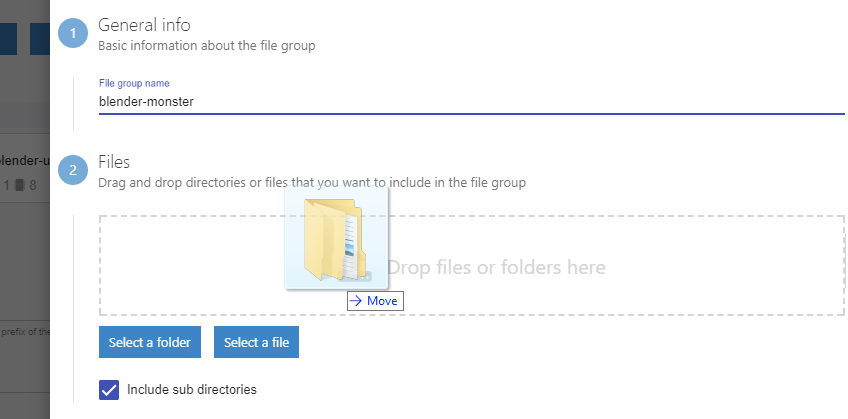 1
General info
Basic information about the file group
File group name
blender-monster
2
Files
Drag and drop directories or files that you want to include in the file group
Drop files or folders here
Move
Select a folder
Select a file
Include sub directories
lender-u
1 8
prefix of the